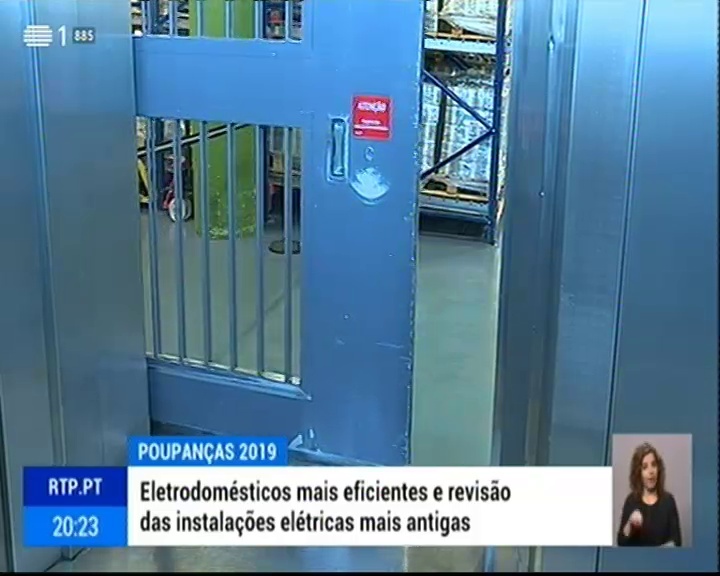 1 885
ATENÇÃO
POUPANÇAS 2019
RTP.PT
Eletrodomésticos mais eficientes e revisão
20:23
das instalações elétricas mais antigas